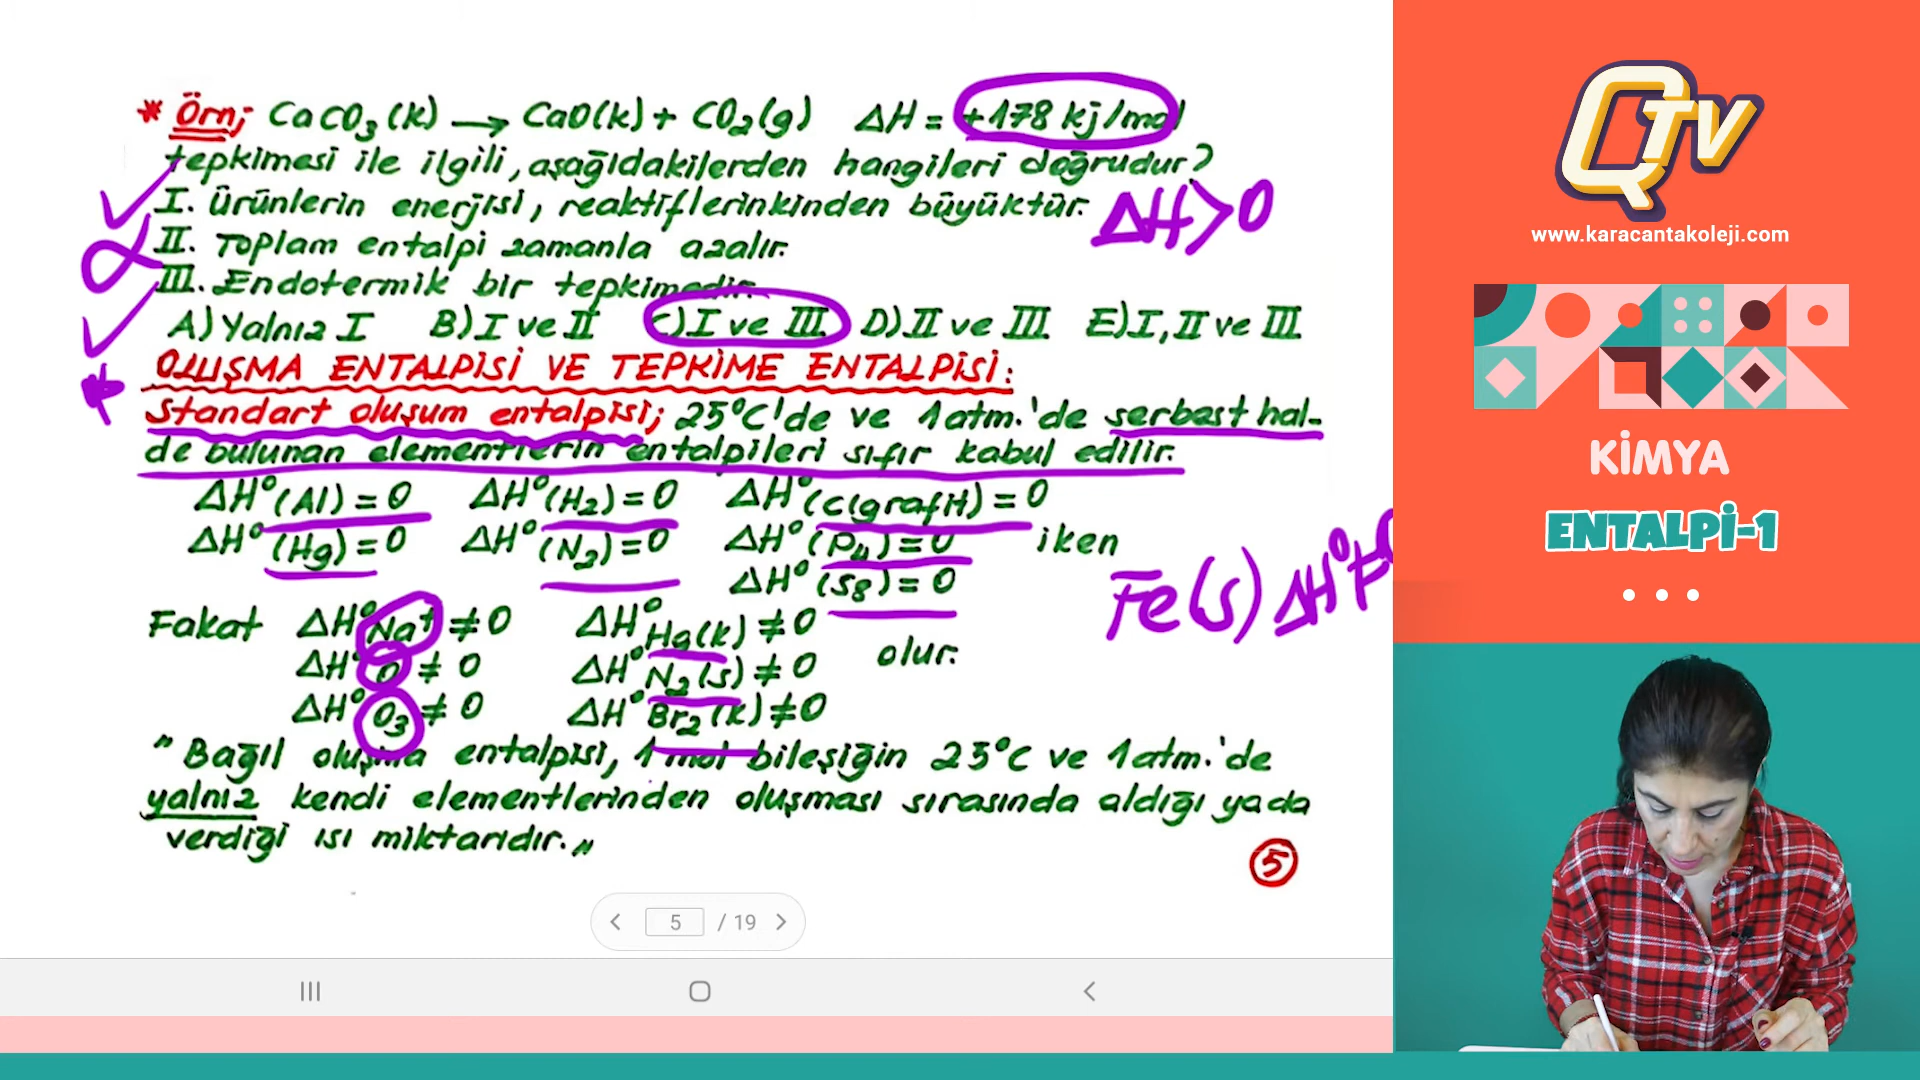 * Örn; CaCO₃(k) → CaO(k) + CO₂(g) ΔH = +178 kj/mol
tepkimesi ile ilgili, aşağıdakilerden hangileri doğrudur?
I. Ürünlerin enerjisi, reaktiflerinkinden büyüktür. ΔH>0
II. Toplam entalpi zamanla azalır.
III. Endotermik bir tepkimedir.
A) Yalnız I B) I ve II C) I ve III D) II ve III E) I, II ve III
* OLUŞMA ENTALPİSİ VE TEPKİME ENTALPİSİ:
Standart oluşum entalpisi; 25°C'de ve 1 atm.'de serbest hal-
de bulunan elementlerin entalpileri sıfır kabul edilir.
ΔH°(Al) = 0 ΔH°(H₂) = 0 ΔH°(C(grafit) = 0
ΔH°(Hg) = 0 ΔH°(N₂) = 0 ΔH°(P₄) = 0 iken
ΔH°(S₈) = 0
Fe(s) ΔH°≠0
Fakat ΔH°Na⁺ ≠ 0 ΔH°Hg(k) ≠ 0
ΔH°O ≠ 0 ΔH°N₂(s) ≠ 0 olur.
ΔH°O₃ ≠ 0 ΔH°Br₂(k) ≠ 0
" Bağıl oluşma entalpisi, 1 mol bileşiğin 25°C ve 1 atm.'de
yalnız kendi elementlerinden oluşması sırasında aldığı ya da
verdiği ısı miktarıdır. "
5
5 / 19
QTV
www.karacantakoleji.com
KİMYA
ENTALPİ-1